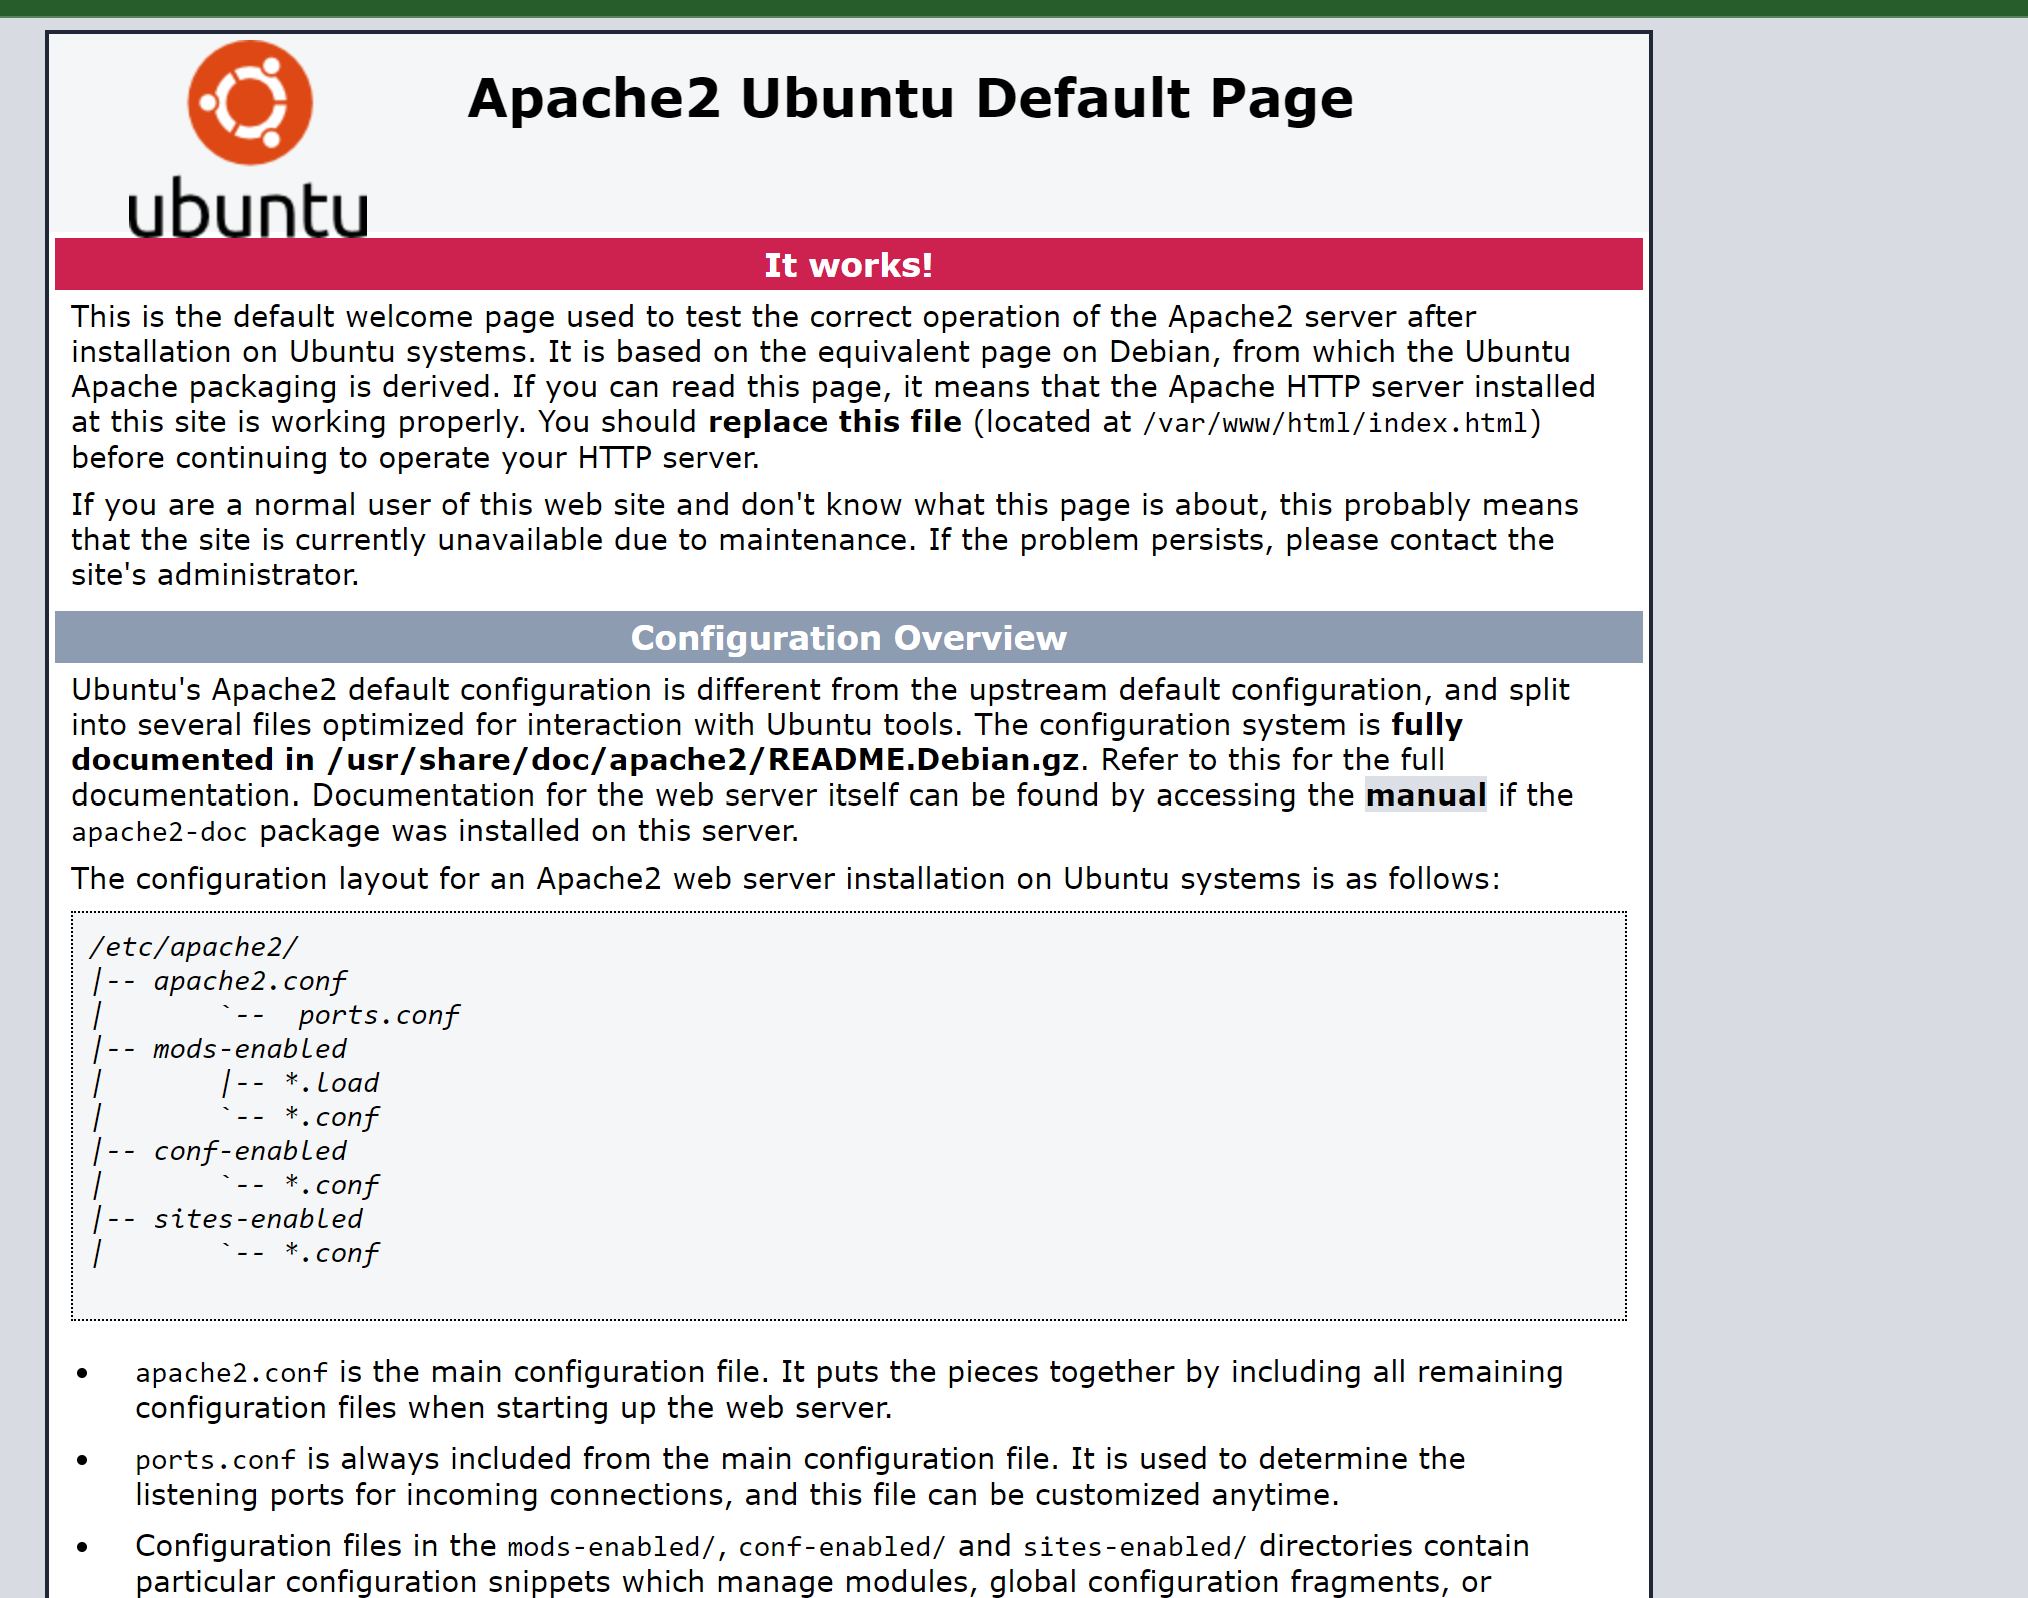 ubuntu
Apache2 Ubuntu Default Page
It works!
This is the default welcome page used to test the correct operation of the Apache2 server after
installation on Ubuntu systems. It is based on the equivalent page on Debian, from which the Ubuntu
Apache packaging is derived. If you can read this page, it means that the Apache HTTP server installed
at this site is working properly. You should replace this file (located at /var/www/html/index.html)
before continuing to operate your HTTP server.
If you are a normal user of this web site and don't know what this page is about, this probably means
that the site is currently unavailable due to maintenance. If the problem persists, please contact the
site's administrator.
Configuration Overview
Ubuntu's Apache2 default configuration is different from the upstream default configuration, and split
into several files optimized for interaction with Ubuntu tools. The configuration system is fully
documented in /usr/share/doc/apache2/README.Debian.gz. Refer to this for the full
documentation. Documentation for the web server itself can be found by accessing the manual if the
apache2-doc package was installed on this server.
The configuration layout for an Apache2 web server installation on Ubuntu systems is as follows:
/etc/apache2/
|-- apache2.conf
|       `--  ports.conf
|-- mods-enabled
|       |-- *.load
|       `-- *.conf
|-- conf-enabled
|       `-- *.conf
|-- sites-enabled
|       `-- *.conf
• apache2.conf is the main configuration file. It puts the pieces together by including all remaining
configuration files when starting up the web server.
• ports.conf is always included from the main configuration file. It is used to determine the
listening ports for incoming connections, and this file can be customized anytime.
• Configuration files in the mods-enabled/, conf-enabled/ and sites-enabled/ directories contain
particular configuration snippets which manage modules, global configuration fragments, or